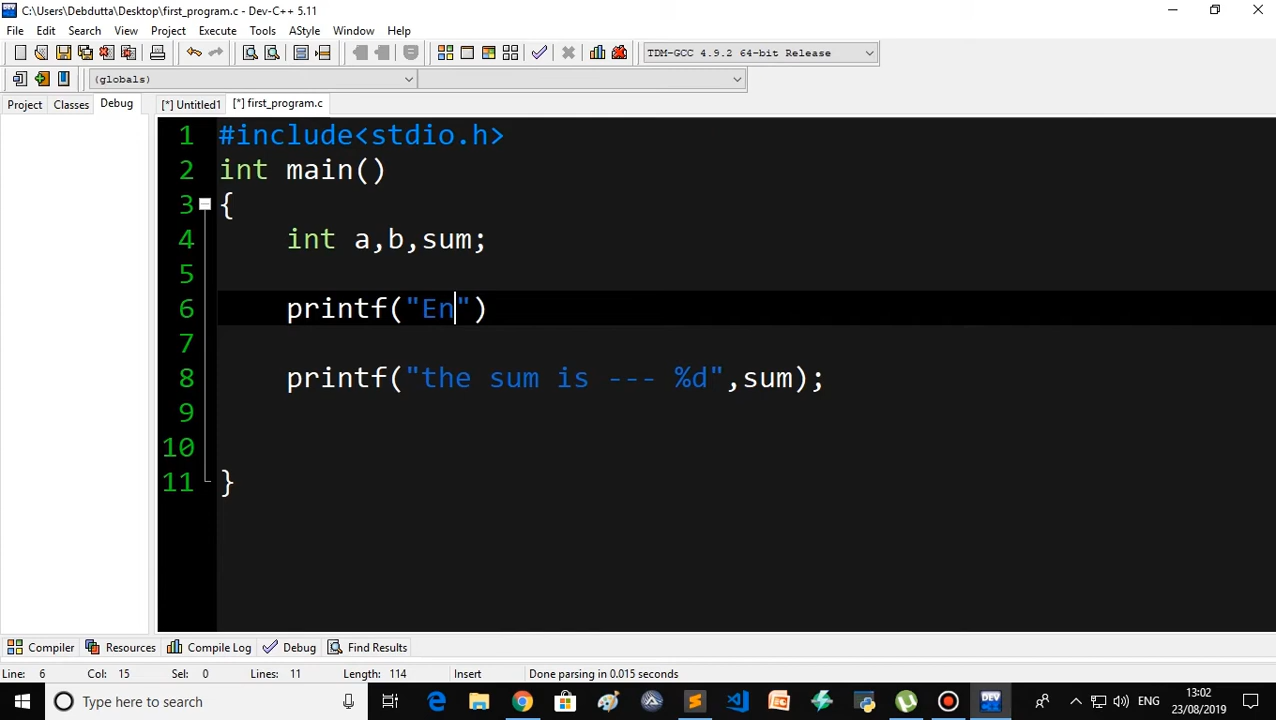 C:\Users\Debdutta\Desktop\first_program.c - Dev-C++ 5.11
File Edit Search View Project Execute Tools AStyle Window Help
TDM-GCC 4.9.2 64-bit Release
(globals)
Project Classes Debug [*] Untitled1 [*] first_program.c
1 #include<stdio.h>
2 int main()
3 {
4 int a,b,sum;
5
6 printf("En")
7
8 printf("the sum is --- %d",sum);
9
10
11 }
Compiler Resources Compile Log Debug Find Results
Line: 6 Col: 15 Sel: 0 Lines: 11 Length: 114 Insert Done parsing in 0.015 seconds
Type here to search DEV ENG 13:02
23/08/2019